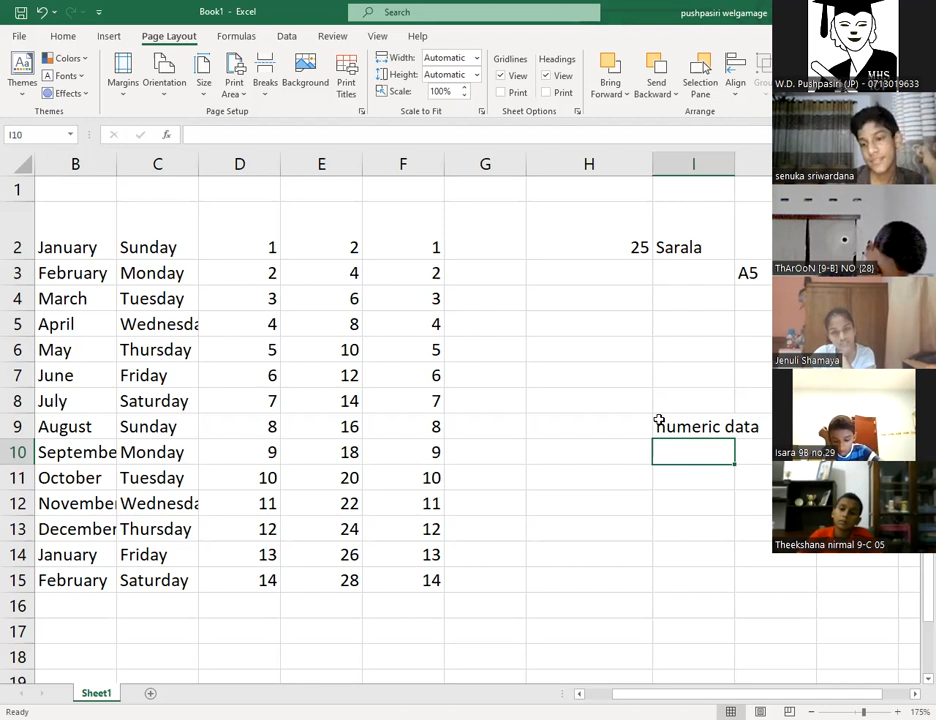 Book1 - Excel
Search
pushpasiri welgamage
File Home Insert Page Layout Formulas Data Review View Help
Themes Colors Fonts Effects
Margins Orientation Size Print Area Breaks Background Print Titles
Width: Automatic
Height: Automatic
Scale: 100%
Gridlines View Print
Headings View Print
Bring Forward Send Backward Selection Pane Align
Themes Page Setup Scale to Fit Sheet Options Arrange
I10 fx
B C D E F G H I
1
2 January Sunday 1 2 1 25 Sarala
3 February Monday 2 4 2 A5
4 March Tuesday 3 6 3
5 April Wednesda 4 8 4
6 May Thursday 5 10 5
7 June Friday 6 12 6
8 July Saturday 7 14 7
9 August Sunday 8 16 8 numeric data
10 Septembe Monday 9 18 9
11 October Tuesday 10 20 10
12 November Wednesda 11 22 11
13 December Thursday 12 24 12
14 January Friday 13 26 13
15 February Saturday 14 28 14
16
17
18
19
Sheet1
Ready
175%
MHS
W.D. Pushpasiri (JP) - 0713019633
senuka sriwardana
ThArOoN [9-B] NO {28}
Jenuli Shamaya
Isara 9B no.29
Theekshana nirmal 9-C 05